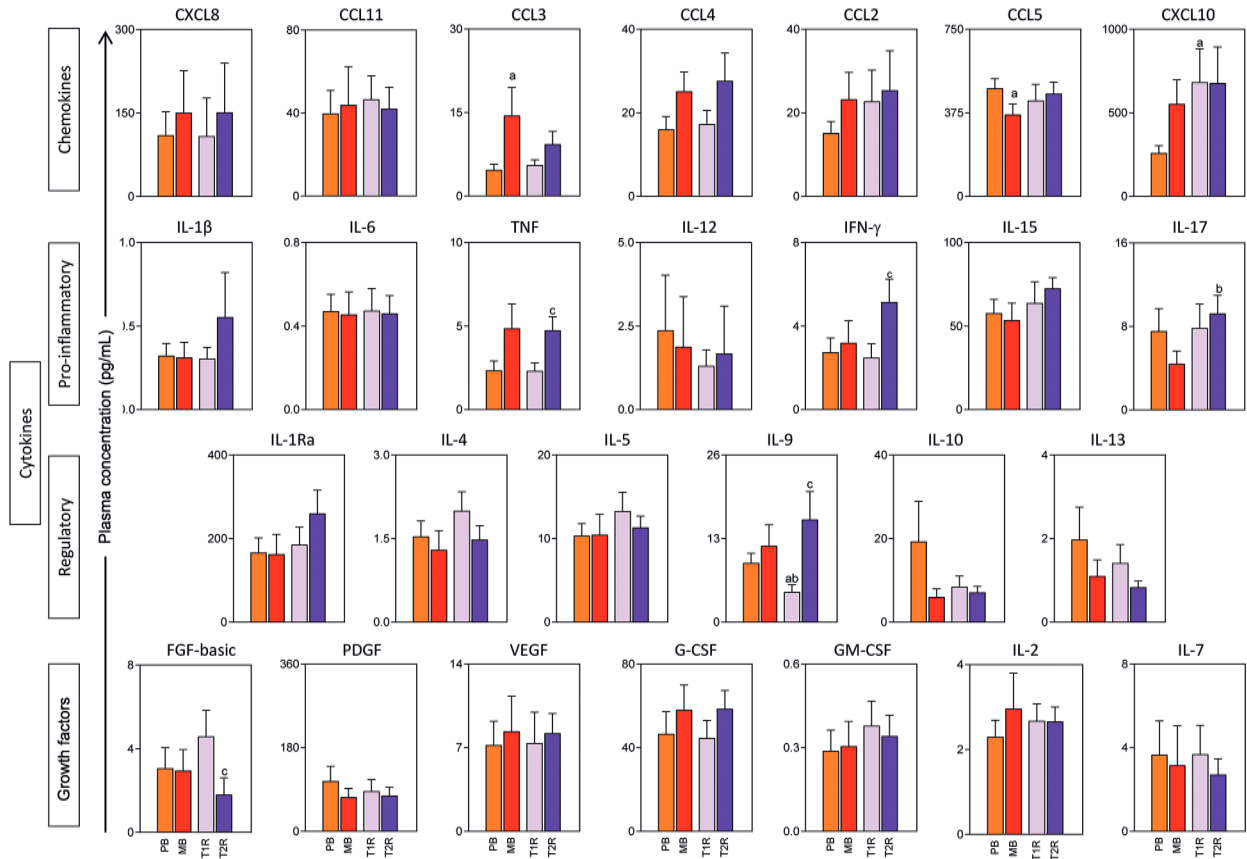 CXCL8 CCL11 CCL3 CCL4 CCL2 CCL5 CXCL10
Chemokines
300 80 30 40 40 750 1000
a a a
150 40 15 20 20 375 500
0 0 0 0 0 0 0
IL-1β IL-6 TNF IL-12 IFN-γ IL-15 IL-17
Pro-inflammatory
1.0 0.8 10 5.0 8 100 16
c c b
0.5 0.4 5 2.5 4 50 8
0.0 0.0 0 0.0 0 0 0
Cytokines
Plasma concentration (pg/mL)
IL-1Ra IL-4 IL-5 IL-9 IL-10 IL-13
Regulatory
400 3.0 20 26 40 4
c
200 1.5 10 13 20 2
ab
0 0.0 0 0 0 0
FGF-basic PDGF VEGF G-CSF GM-CSF IL-2 IL-7
Growth factors
8 360 14 80 0.6 4 8
4 180 7 40 0.3 2 4
c
0 0 0 0 0.0 0 0
PB MB T1R T2R PB MB T1R T2R PB MB T1R T2R PB MB T1R T2R PB MB T1R T2R PB MB T1R T2R PB MB T1R T2R